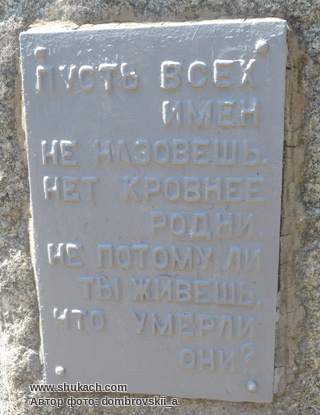 ПУСТЬ ВСЕХ
ИМЕН
НЕ НАЗОВЕШЬ.
НЕТ КРОВНЕЕ
РОДНИ.
НЕ ПОТОМУ ЛИ
ТЫ ЖИВЕШЬ,
ЧТО УМЕРЛИ
ОНИ?
www.shukach.com
Автор фото: dombrovskii_a